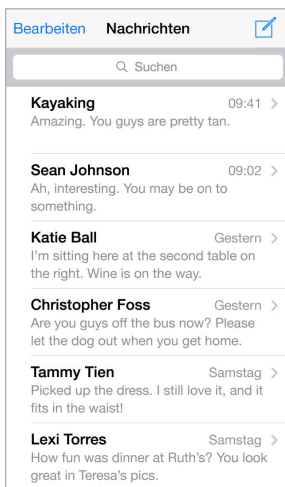 Bearbeiten Nachrichten
Suchen
Kayaking 09:41
Amazing. You guys are pretty tan.
Sean Johnson 09:02
Ah, interesting. You may be on to
something.
Katie Ball Gestern
I'm sitting here at the second table on
the right. Wine is on the way.
Christopher Foss Gestern
Are you guys off the bus now? Please
let the dog out when you get home.
Tammy Tien Samstag
Picked up the dress. I still love it, and it
fits in the waist!
Lexi Torres Samstag
How fun was dinner at Ruth's? You look
great in Teresa's pics.